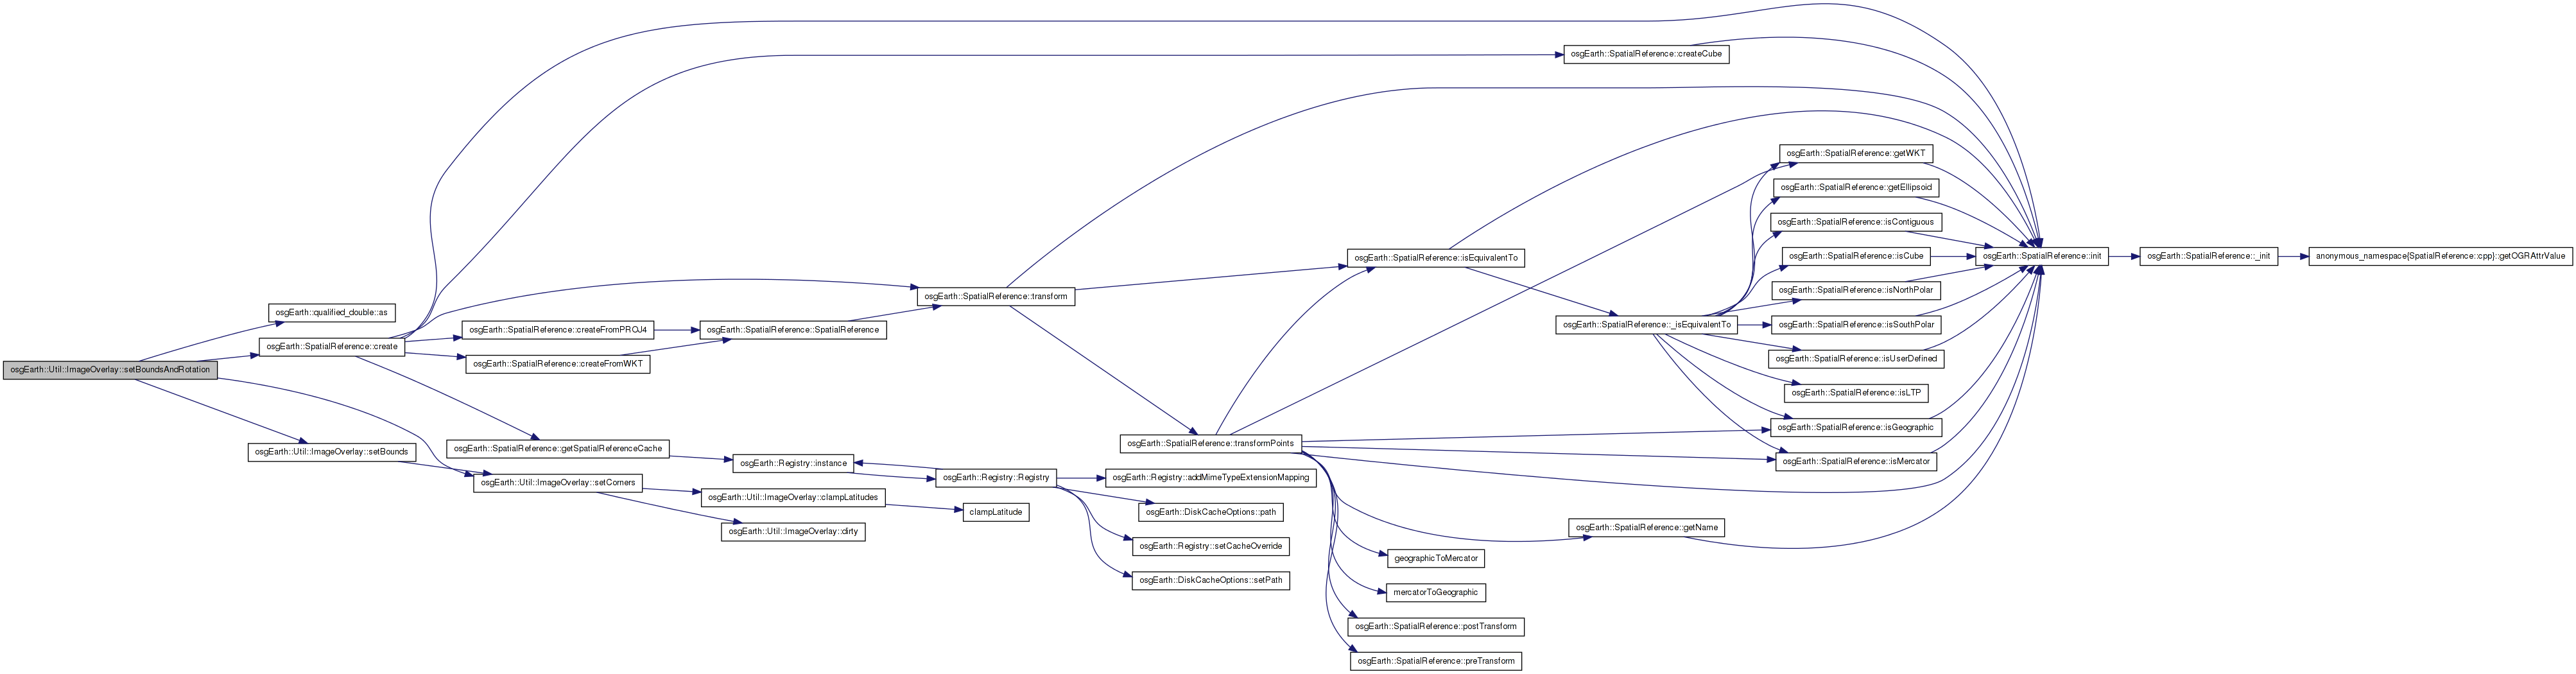 osgEarth::SpatialReference::createCube
osgEarth::SpatialReference::getWKT
osgEarth::SpatialReference::getEllipsoid
osgEarth::SpatialReference::isContiguous
osgEarth::SpatialReference::isEquivalentTo
osgEarth::SpatialReference::isCube
osgEarth::SpatialReference::init
osgEarth::SpatialReference::_init
anonymous_namespace{SpatialReference::cpp}::getOGRAttrValue
osgEarth::SpatialReference::transform
osgEarth::SpatialReference::isNorthPolar
osgEarth::qualified_double::as
osgEarth::SpatialReference::createFromPROJ4
osgEarth::SpatialReference::SpatialReference
osgEarth::SpatialReference::_isEquivalentTo
osgEarth::SpatialReference::isSouthPolar
osgEarth::SpatialReference::create
osgEarth::SpatialReference::createFromWKT
osgEarth::SpatialReference::isUserDefined
osgEarth::Util::ImageOverlay::setBoundsAndRotation
osgEarth::SpatialReference::isLTP
osgEarth::SpatialReference::isGeographic
osgEarth::SpatialReference::transformPoints
osgEarth::Util::ImageOverlay::setBounds
osgEarth::SpatialReference::getSpatialReferenceCache
osgEarth::Registry::instance
osgEarth::SpatialReference::isMercator
osgEarth::Util::ImageOverlay::setCorners
osgEarth::Registry::Registry
osgEarth::Registry::addMimeTypeExtensionMapping
osgEarth::Util::ImageOverlay::clampLatitudes
clampLatitude
osgEarth::DiskCacheOptions::path
osgEarth::Util::ImageOverlay::dirty
osgEarth::SpatialReference::getName
osgEarth::Registry::setCacheOverride
geographicToMercator
osgEarth::DiskCacheOptions::setPath
mercatorToGeographic
osgEarth::SpatialReference::postTransform
osgEarth::SpatialReference::preTransform